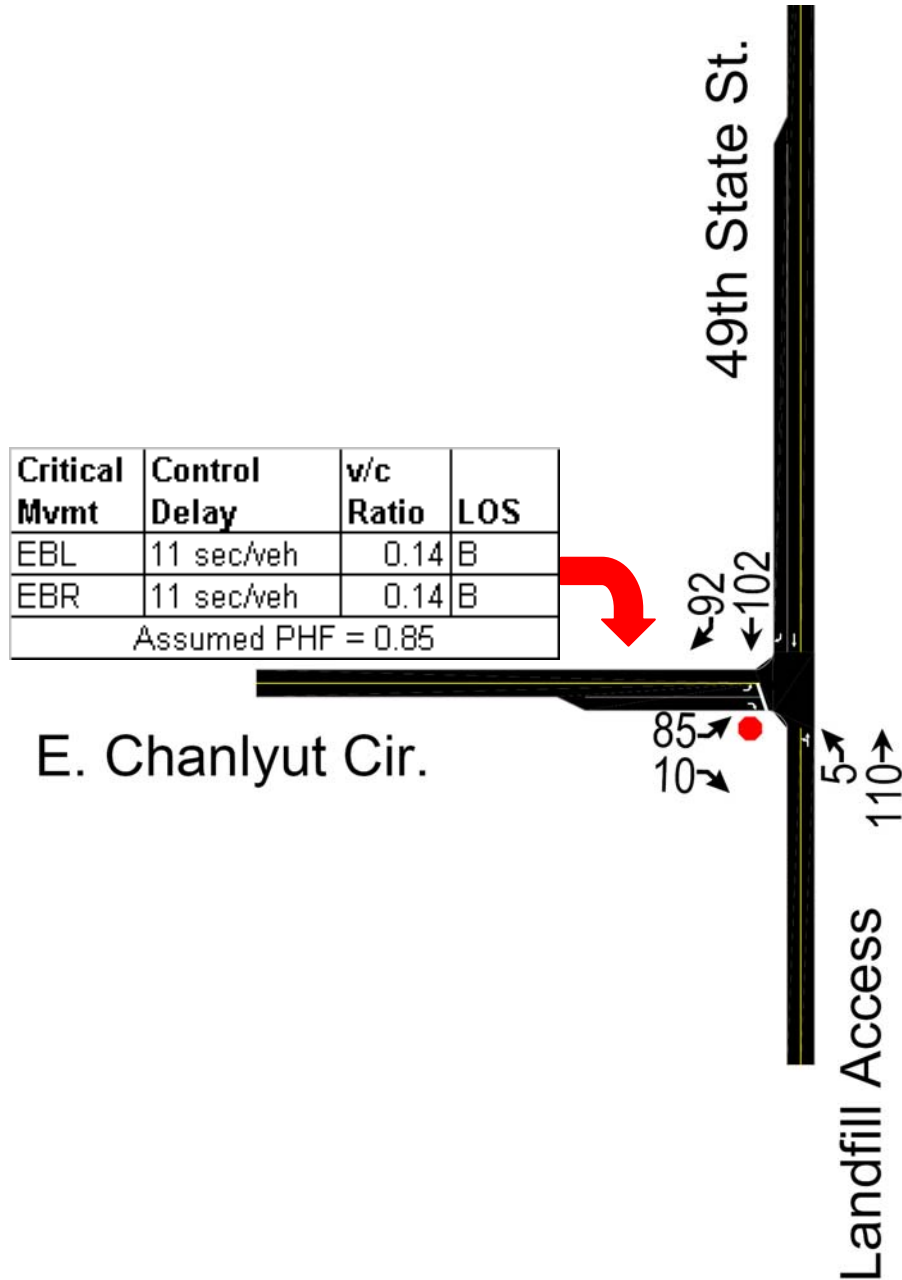 49th State St.
Critical Mvmt Control Delay v/c Ratio LOS
EBL 11 sec/veh 0.14 B
EBR 11 sec/veh 0.14 B
Assumed PHF = 0.85
92
102
E. Chanlyut Cir.
85
10
5
110
Landfill Access